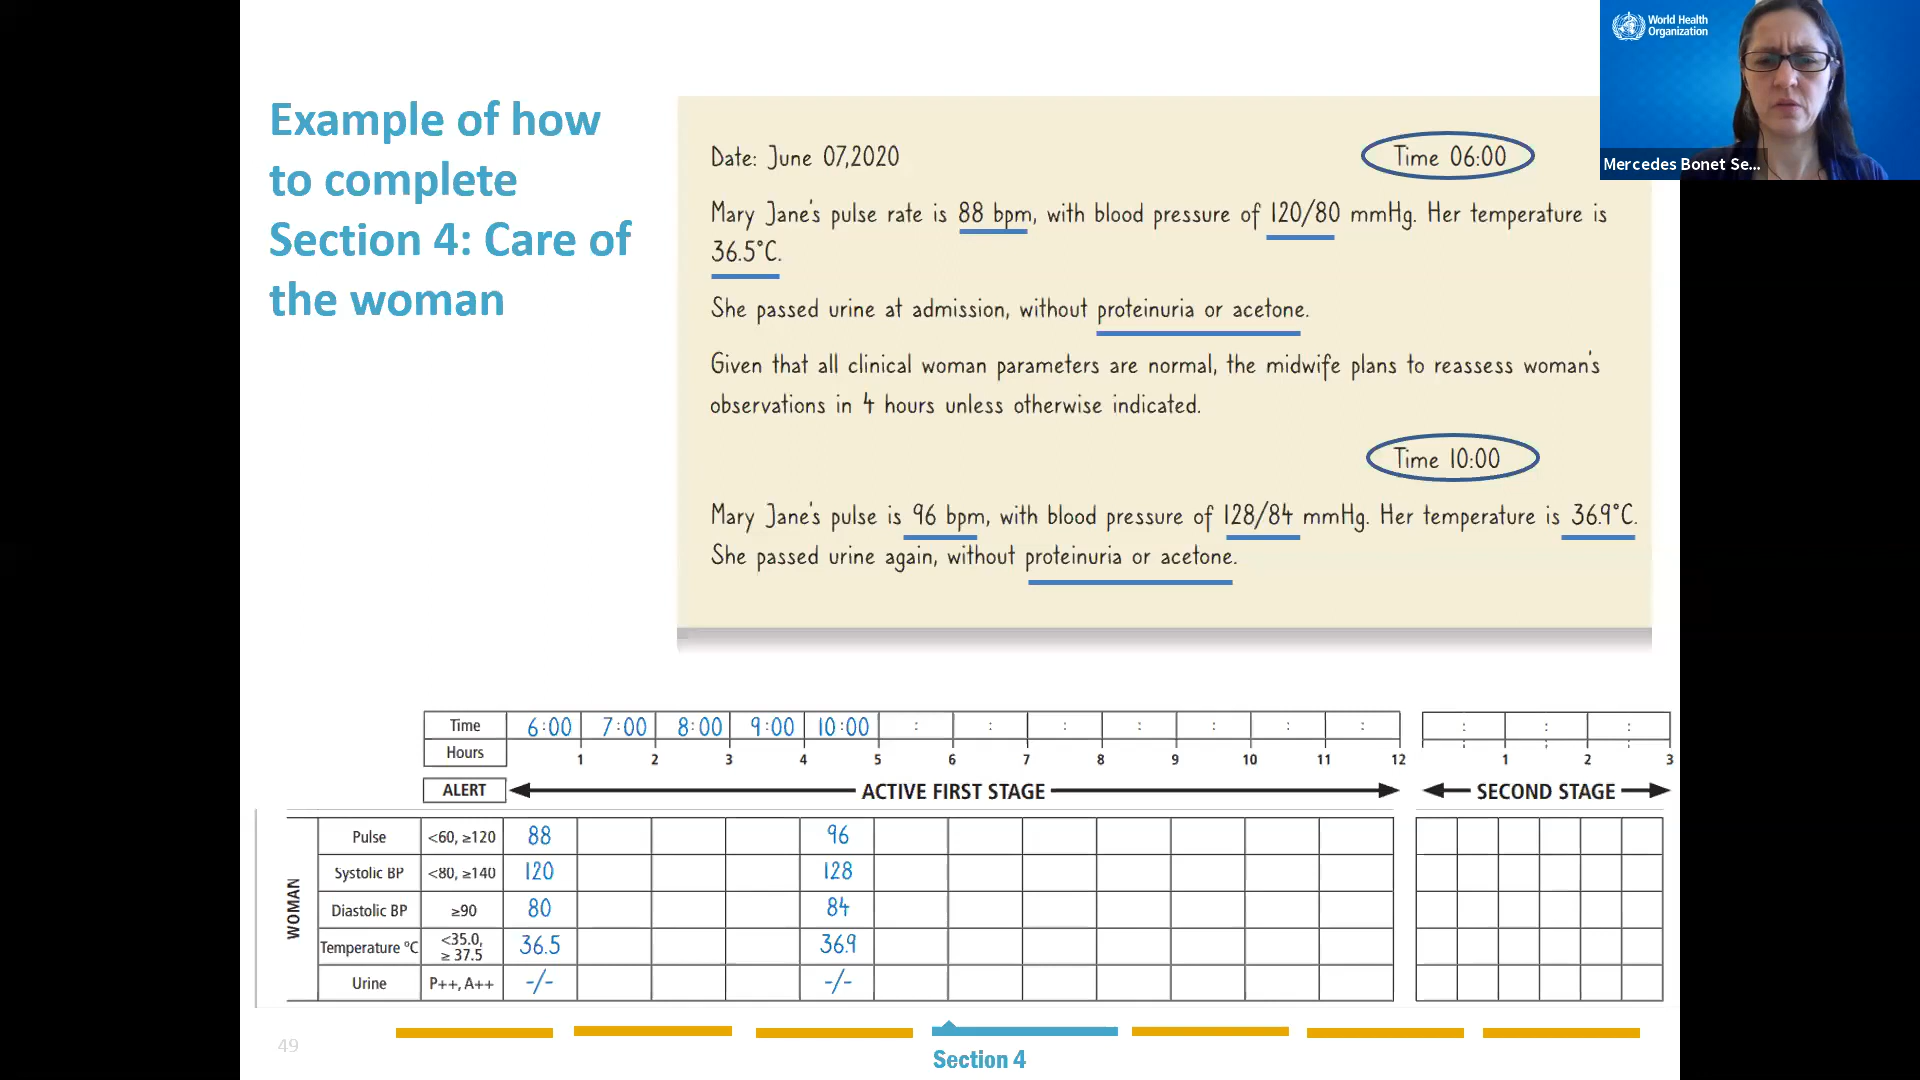 World Health
Organization
Mercedes Bonet Se...
Example of how
to complete
Section 4: Care of
the woman
Date: June 07,2020
Time 06:00
Mary Jane's pulse rate is 88 bpm, with blood pressure of 120/80 mmHg. Her temperature is
36.5°C.
She passed urine at admission, without proteinuria or acetone.
Given that all clinical woman parameters are normal, the midwife plans to reassess woman's
observations in 4 hours unless otherwise indicated.
Time 10:00
Mary Jane's pulse is 96 bpm, with blood pressure of 128/84 mmHg. Her temperature is 36.9°C.
She passed urine again, without proteinuria or acetone.
Time 6:00 7:00 8:00 9:00 10:00 : : : : : : : : : :
Hours 1 2 3 4 5 6 7 8 9 10 11 12 1 2 3
ALERT ACTIVE FIRST STAGE SECOND STAGE
WOMAN
Pulse <60, ≥120 88 96
Systolic BP <80, ≥140 120 128
Diastolic BP ≥90 80 84
Temperature °C <35.0, ≥ 37.5 36.5 36.9
Urine P++, A++ -/- -/-
49
Section 4